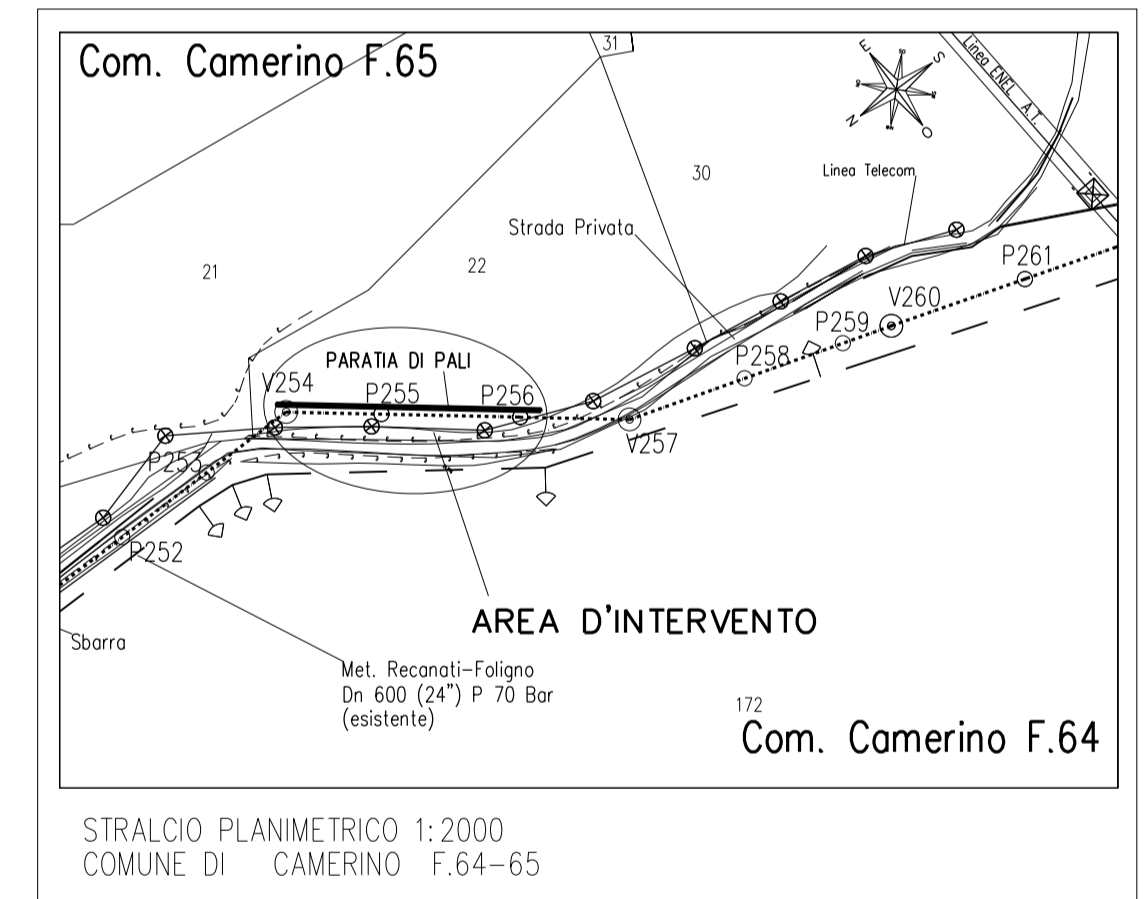 Com. Camerino F.65
31
E
S
N
O
Linea ENEL A.T.
30
Linea Telecom
Strada Privata
21
22
P261
V260
P259
P258
PARATIA DI PALI
V254
P255
P256
V257
P253
P252
AREA D'INTERVENTO
Sbarra
Met. Recanati-Foligno
Dn 600 (24") P 70 Bar
(esistente)
172
Com. Camerino F.64
STRALCIO PLANIMETRICO 1:2000
COMUNE DI CAMERINO F.64-65